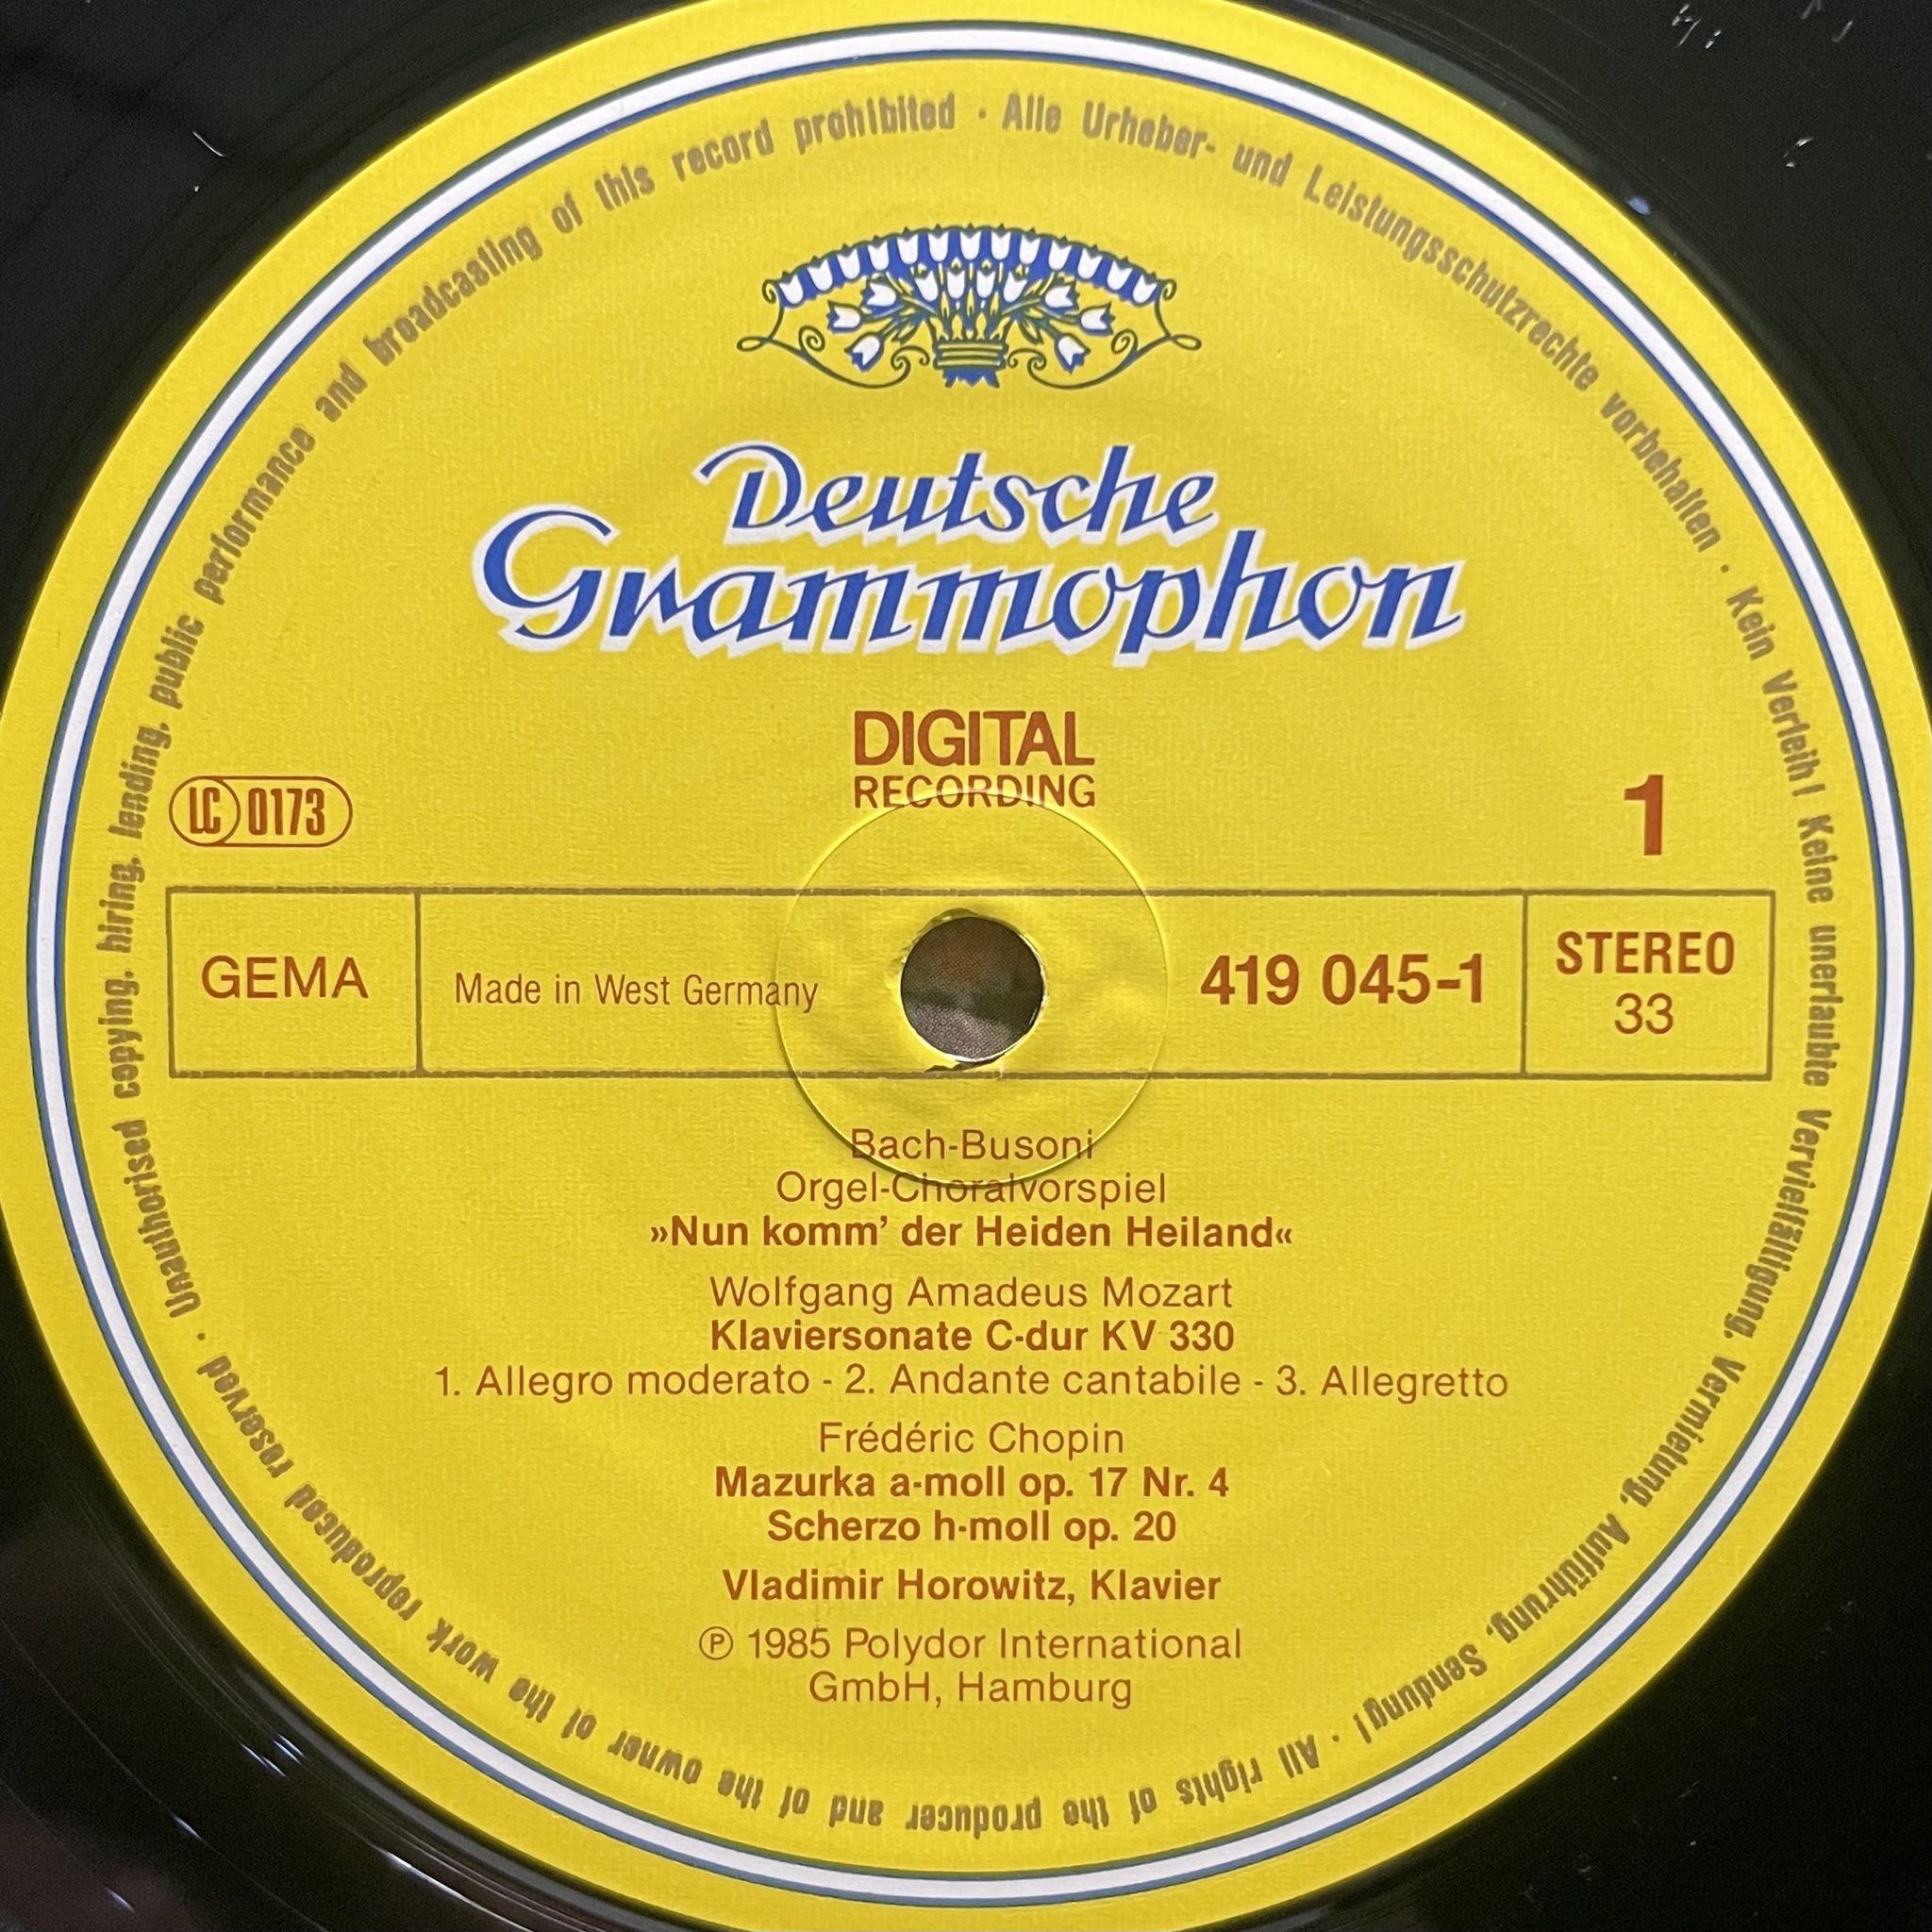 Alle Urheber- und Leistungsschutzrechte vorbehalten · Kein Verleih! Keine unerlaubte Vervielfältigung, Vermietung, Aufführung, Sendung! · All rights of the producer and of the owner of the work reproduced reserved · Unauthorised copying, hiring, lending, public performance and broadcasting of this record prohibited ·
Deutsche
Grammophon
DIGITAL
RECORDING
LC 0173
1
GEMA
Made in West Germany
419 045-1
STEREO
33
Bach-Busoni
Orgel-Choralvorspiel
»Nun komm’ der Heiden Heiland«
Wolfgang Amadeus Mozart
Klaviersonate C-dur KV 330
1. Allegro moderato - 2. Andante cantabile - 3. Allegretto
Frédéric Chopin
Mazurka a-moll op. 17 Nr. 4
Scherzo h-moll op. 20
Vladimir Horowitz, Klavier
℗ 1985 Polydor International
GmbH, Hamburg